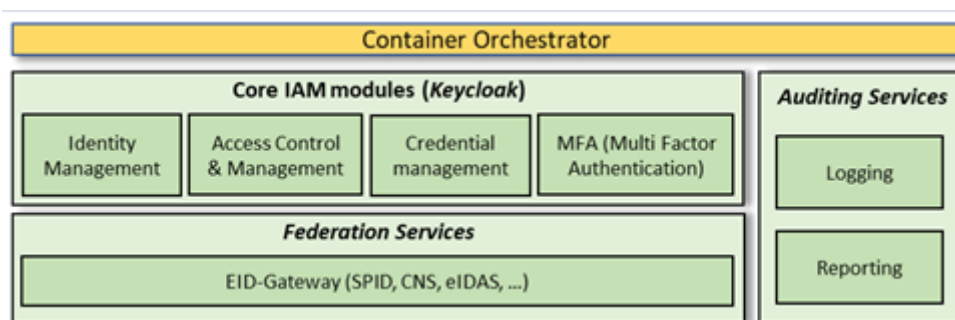 Container Orchestrator
Core IAM modules (Keycloak)
Identity
Management
Access Control
& Management
Credential
management
MFA (Multi Factor
Authentication)
Federation Services
EID-Gateway (SPID, CNS, eIDAS, ...)
Auditing Services
Logging
Reporting